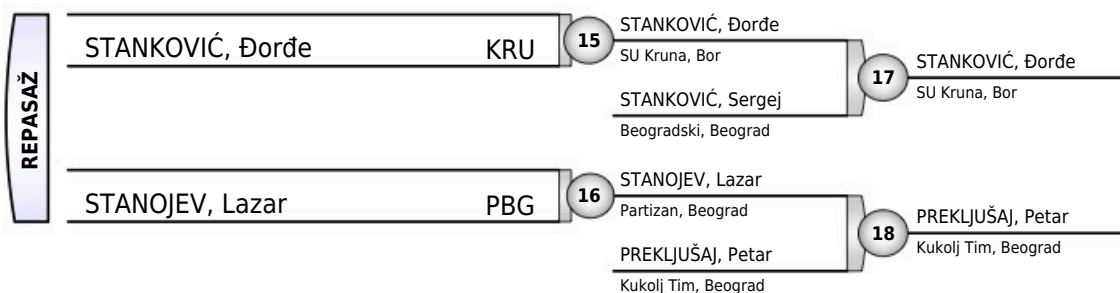 REPASAŽ
STANKOVIĆ, Đorđe KRU
15
STANKOVIĆ, Đorđe
SU Kruna, Bor
STANKOVIĆ, Sergej
Beogradski, Beograd
17
STANKOVIĆ, Đorđe
SU Kruna, Bor
STANOJEV, Lazar PBG
16
STANOJEV, Lazar
Partizan, Beograd
PREKLJUŠAJ, Petar
Kukolj Tim, Beograd
18
PREKLJUŠAJ, Petar
Kukolj Tim, Beograd